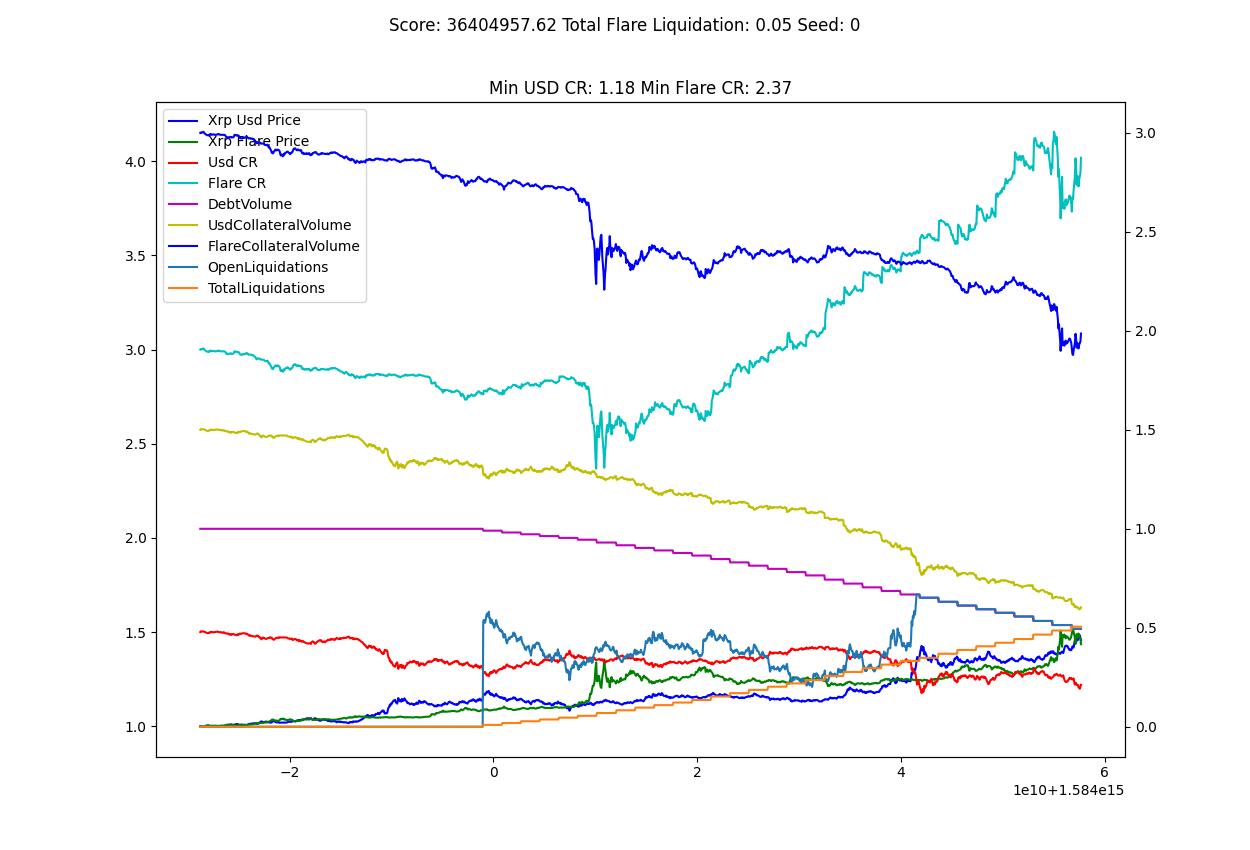 Score: 36404957.62 Total Flare Liquidation: 0.05 Seed: 0
Min USD CR: 1.18 Min Flare CR: 2.37
Xrp Usd Price
Xrp Flare Price
Usd CR
Flare CR
DebtVolume
UsdCollateralVolume
FlareCollateralVolume
OpenLiquidations
TotalLiquidations
4.0
3.5
3.0
2.5
2.0
1.5
1.0
3.0
2.5
2.0
1.5
1.0
0.5
0.0
−2 0 2 4 6
1e10+1.584e15